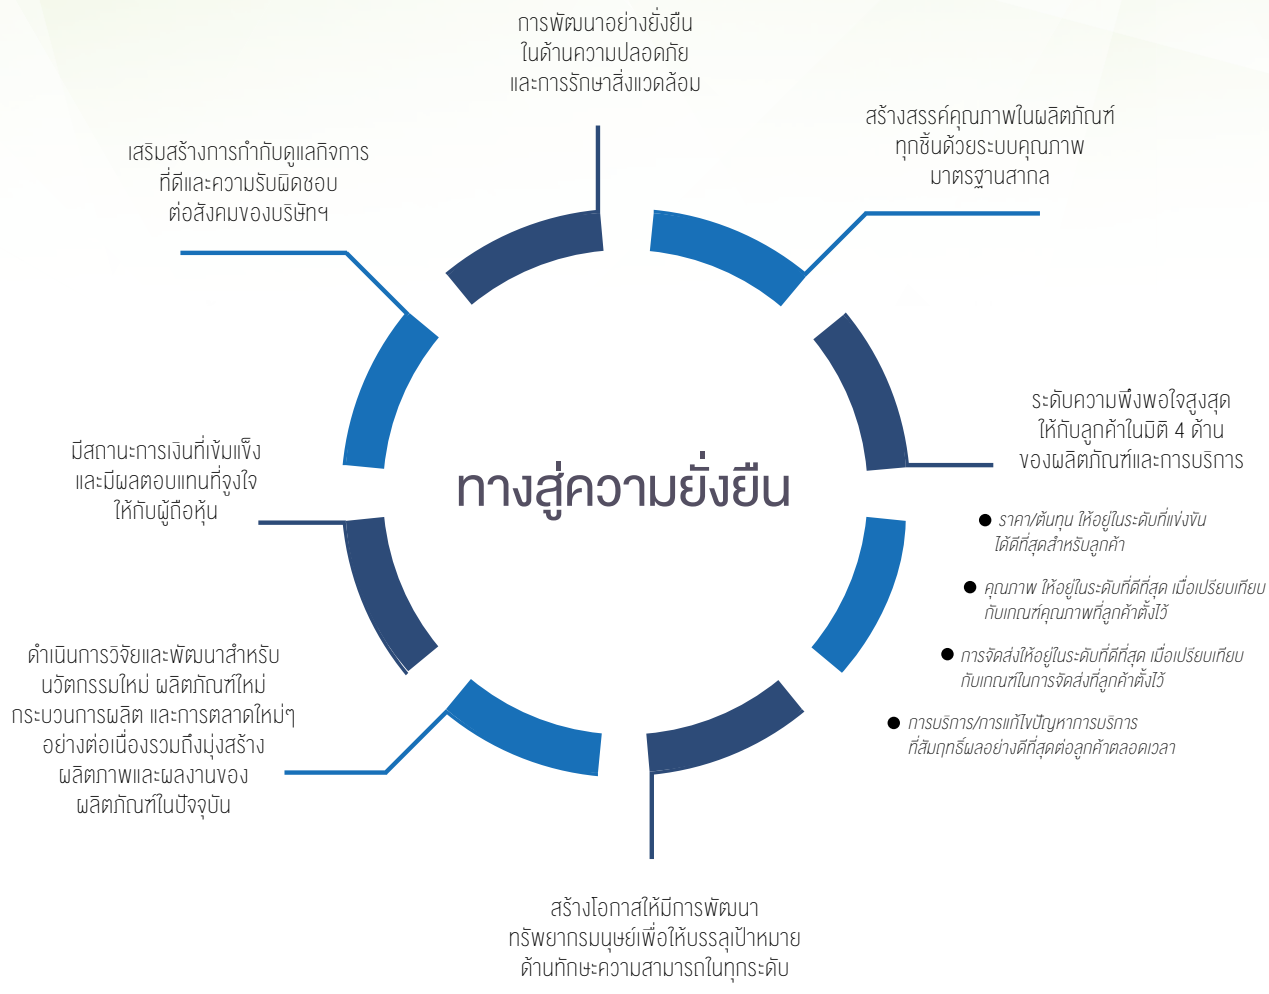 การพัฒนาอย่างยั่งยืน
ในด้านความปลอดภัย
และการรักษาสิ่งแวดล้อม
สร้างสรรค์คุณภาพในผลิตภัณฑ์
ทุกชิ้นด้วยระบบคุณภาพ
มาตรฐานสากล
เสริมสร้างการกำกับดูแลกิจการ
ที่ดีและความรับผิดชอบ
ต่อสังคมของบริษัทฯ
ระดับความพึงพอใจสูงสุด
ให้กับลูกค้าในมิติ 4 ด้าน
ของผลิตภัณฑ์และการบริการ
● ราคา/ต้นทุน ให้อยู่ในระดับที่แข่งขัน
ได้ดีที่สุดสำหรับลูกค้า
● คุณภาพ ให้อยู่ในระดับที่ดีที่สุด เมื่อเปรียบเทียบ
กับเกณฑ์คุณภาพที่ลูกค้าตั้งไว้
● การจัดส่งให้อยู่ในระดับที่ดีที่สุด เมื่อเปรียบเทียบ
กับเกณฑ์ในการจัดส่งที่ลูกค้าตั้งไว้
● การบริการ/การแก้ไขปัญหาการบริการ
ที่สัมฤทธิ์ผลอย่างดีที่สุดต่อลูกค้าตลอดเวลา
มีสถานะการเงินที่เข้มแข็ง
และมีผลตอบแทนที่จูงใจ
ให้กับผู้ถือหุ้น
ทางสู่ความยั่งยืน
ดำเนินการวิจัยและพัฒนาสำหรับ
นวัตกรรมใหม่ ผลิตภัณฑ์ใหม่
กระบวนการผลิต และการตลาดใหม่ๆ
อย่างต่อเนื่องรวมถึงมุ่งสร้าง
ผลิตภาพและผลงานของ
ผลิตภัณฑ์ในปัจจุบัน
สร้างโอกาสให้มีการพัฒนา
ทรัพยากรมนุษย์เพื่อให้บรรลุเป้าหมาย
ด้านทักษะความสามารถในทุกระดับ